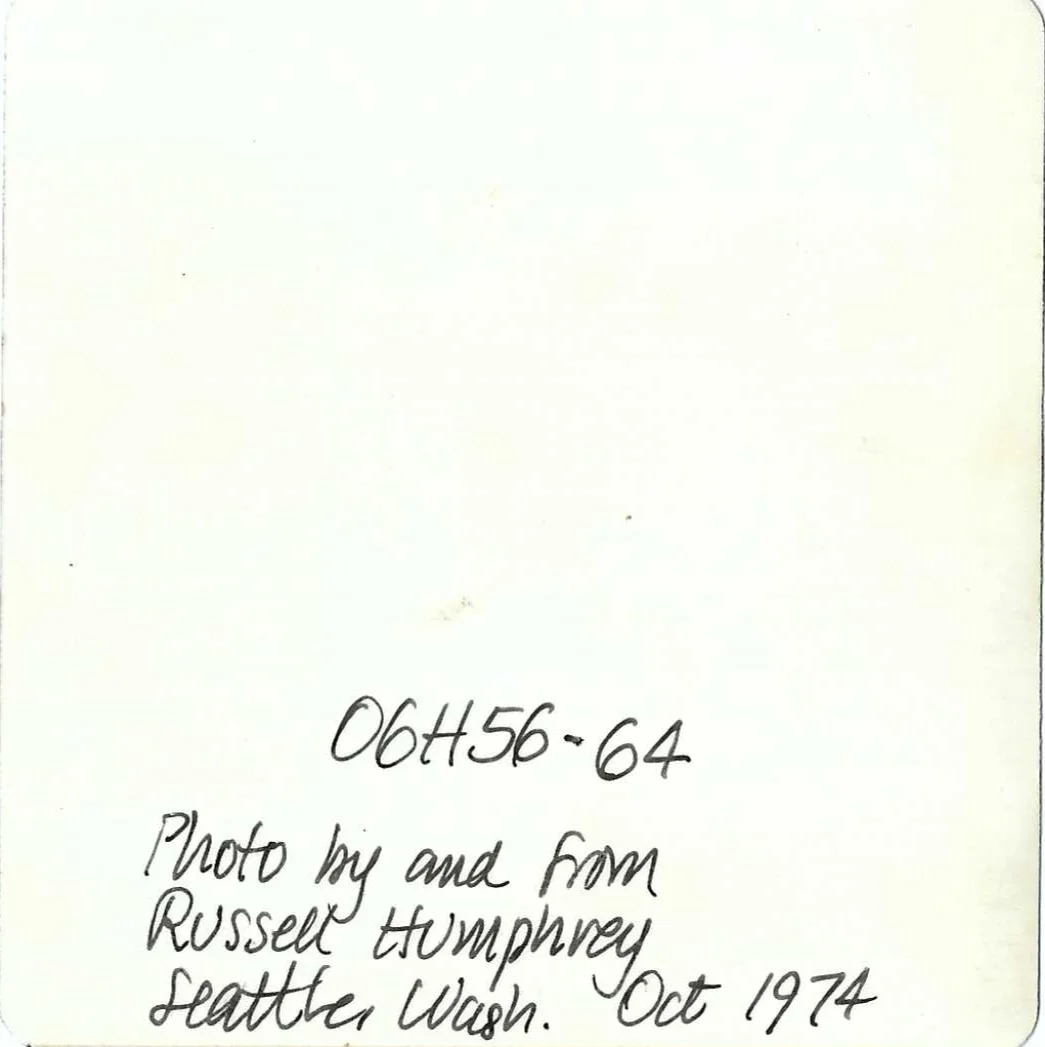 06H56-64
Photo by and from
Russell Humphrey
Seattle, Wash. Oct 1974